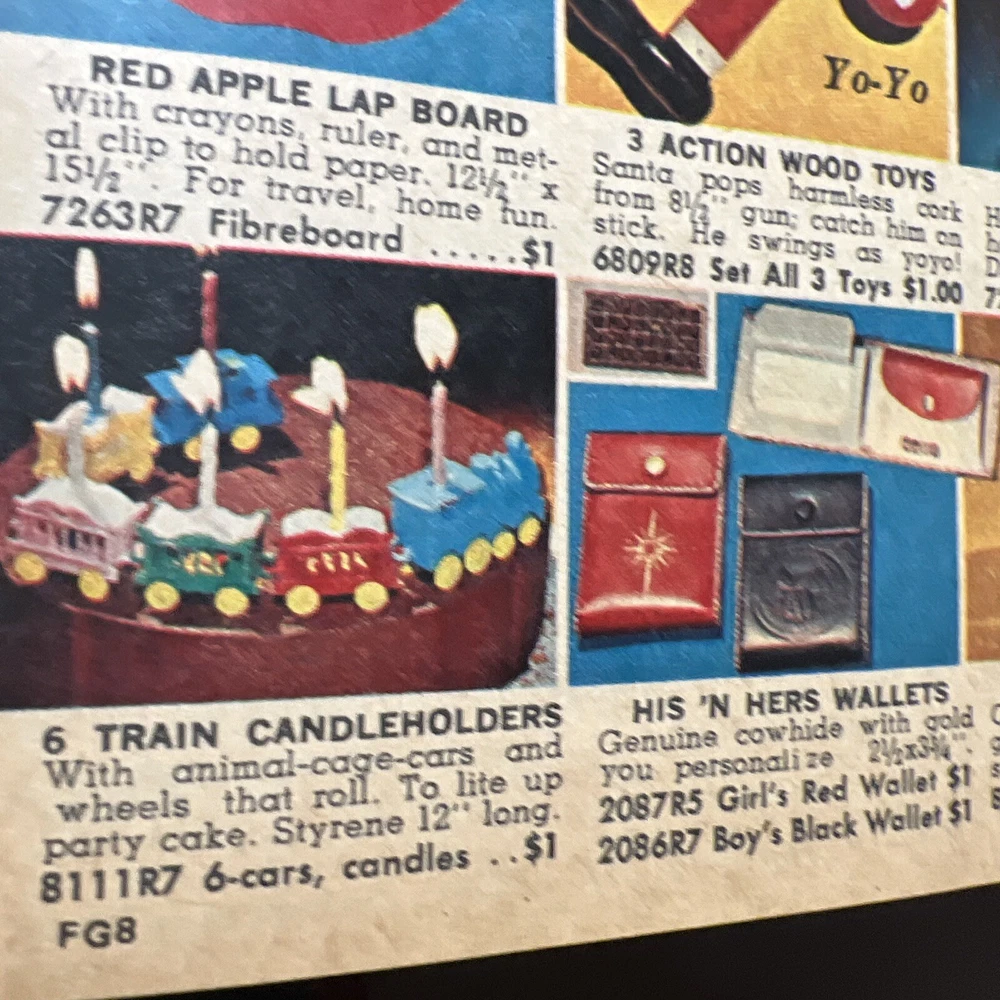 RED APPLE LAP BOARD
With crayons, ruler, and met-
al clip to hold paper. 12½" x
15½". For travel, home fun.
7263R7 Fibreboard .....$1
Yo-Yo
3 ACTION WOOD TOYS
Santa pops harmless cork
from 8¼" gun; catch him on
stick. He swings as yoyo!
6809R8 Set All 3 Toys $1.00
6 TRAIN CANDLEHOLDERS
With animal-cage-cars and
wheels that roll. To lite up
party cake. Styrene 12" long.
8111R7 6-cars, candles ..$1
FG8
HIS 'N HERS WALLETS
Genuine cowhide with gold
you personalize 2½x3¾".
2087R5 Girl's Red Wallet $1
2086R7 Boy's Black Wallet $1